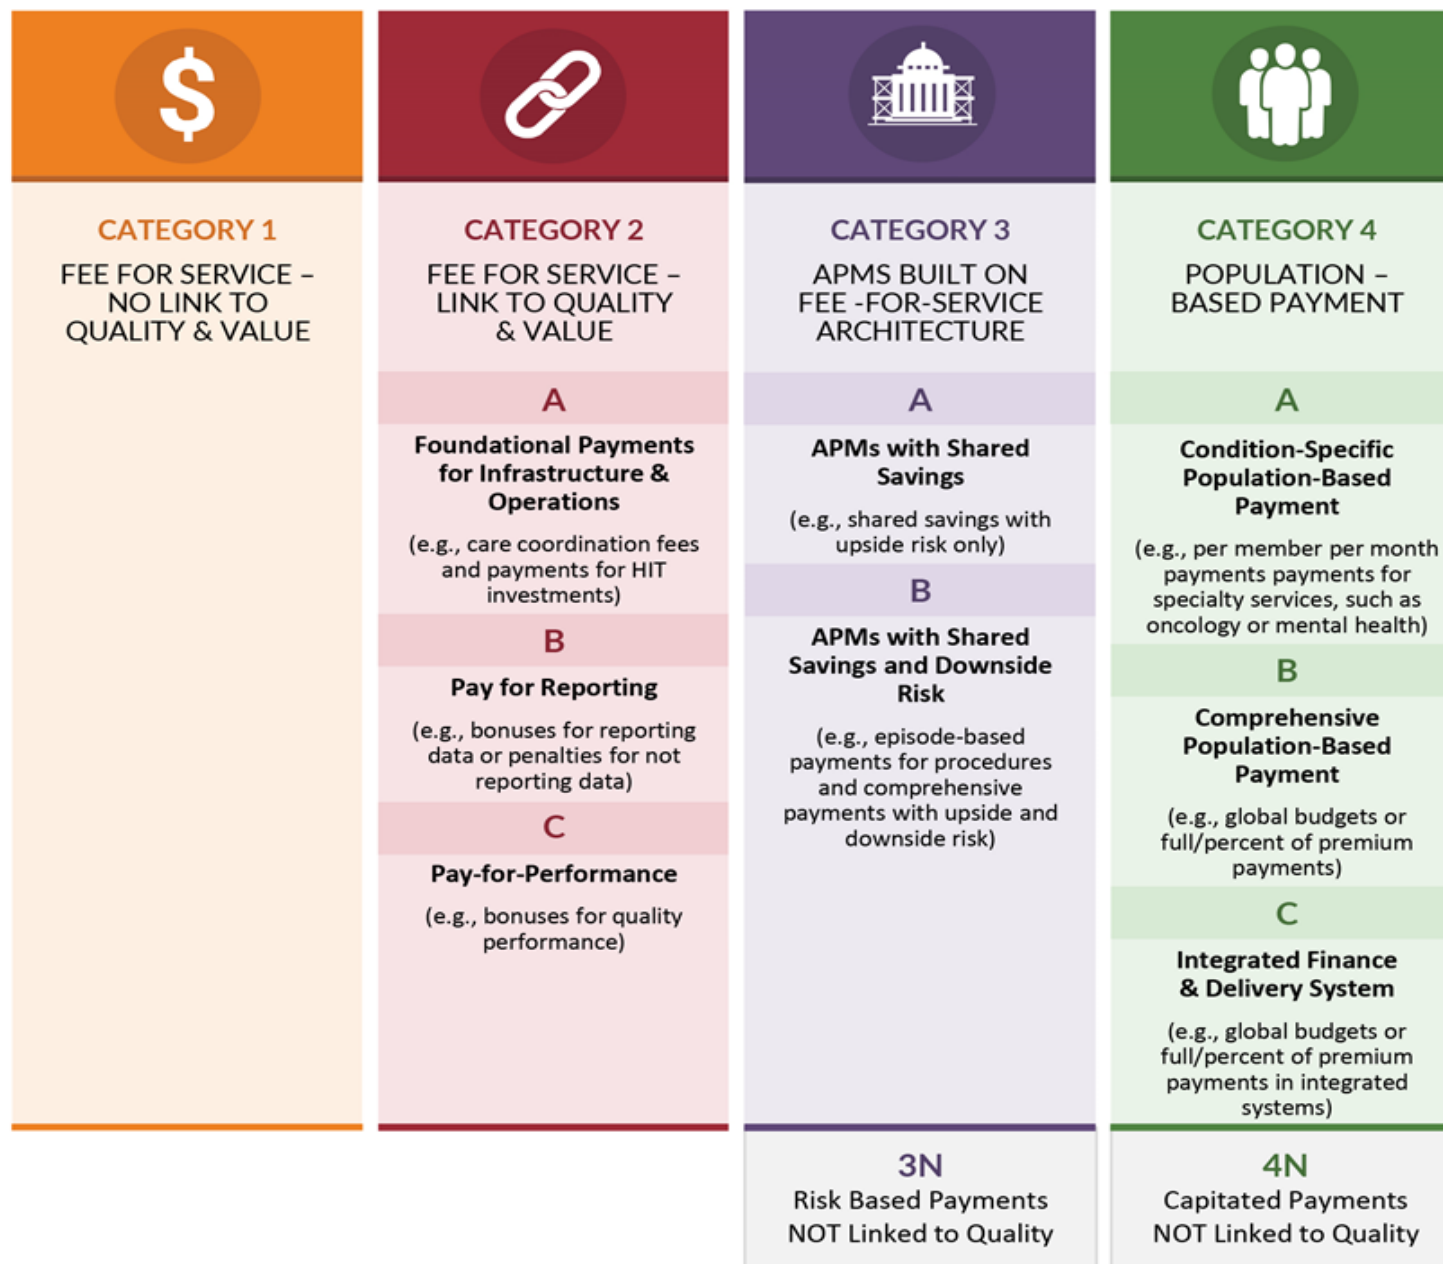 $
CATEGORY 1
FEE FOR SERVICE –
NO LINK TO
QUALITY & VALUE
CATEGORY 2
FEE FOR SERVICE –
LINK TO QUALITY
& VALUE
A
Foundational Payments
for Infrastructure &
Operations
(e.g., care coordination fees
and payments for HIT
investments)
B
Pay for Reporting
(e.g., bonuses for reporting
data or penalties for not
reporting data)
C
Pay-for-Performance
(e.g., bonuses for quality
performance)
CATEGORY 3
APMS BUILT ON
FEE -FOR-SERVICE
ARCHITECTURE
A
APMs with Shared
Savings
(e.g., shared savings with
upside risk only)
B
APMs with Shared
Savings and Downside
Risk
(e.g., episode-based
payments for procedures
and comprehensive
payments with upside and
downside risk)
3N
Risk Based Payments
NOT Linked to Quality
CATEGORY 4
POPULATION –
BASED PAYMENT
A
Condition-Specific
Population-Based
Payment
(e.g., per member per month
payments payments for
specialty services, such as
oncology or mental health)
B
Comprehensive
Population-Based
Payment
(e.g., global budgets or
full/percent of premium
payments)
C
Integrated Finance
& Delivery System
(e.g., global budgets or
full/percent of premium
payments in integrated
systems)
4N
Capitated Payments
NOT Linked to Quality